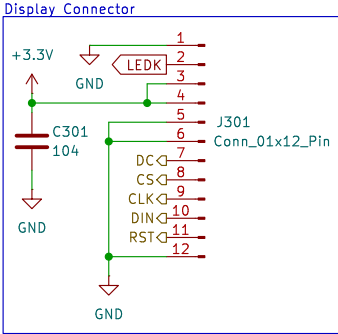 Display Connector
+3.3V
GND
LEDK
1
2
3
4
5
6
7
8
9
10
11
12
J301
Conn_01x12_Pin
C301
104
GND
DC
CS
CLK
DIN
RST
GND